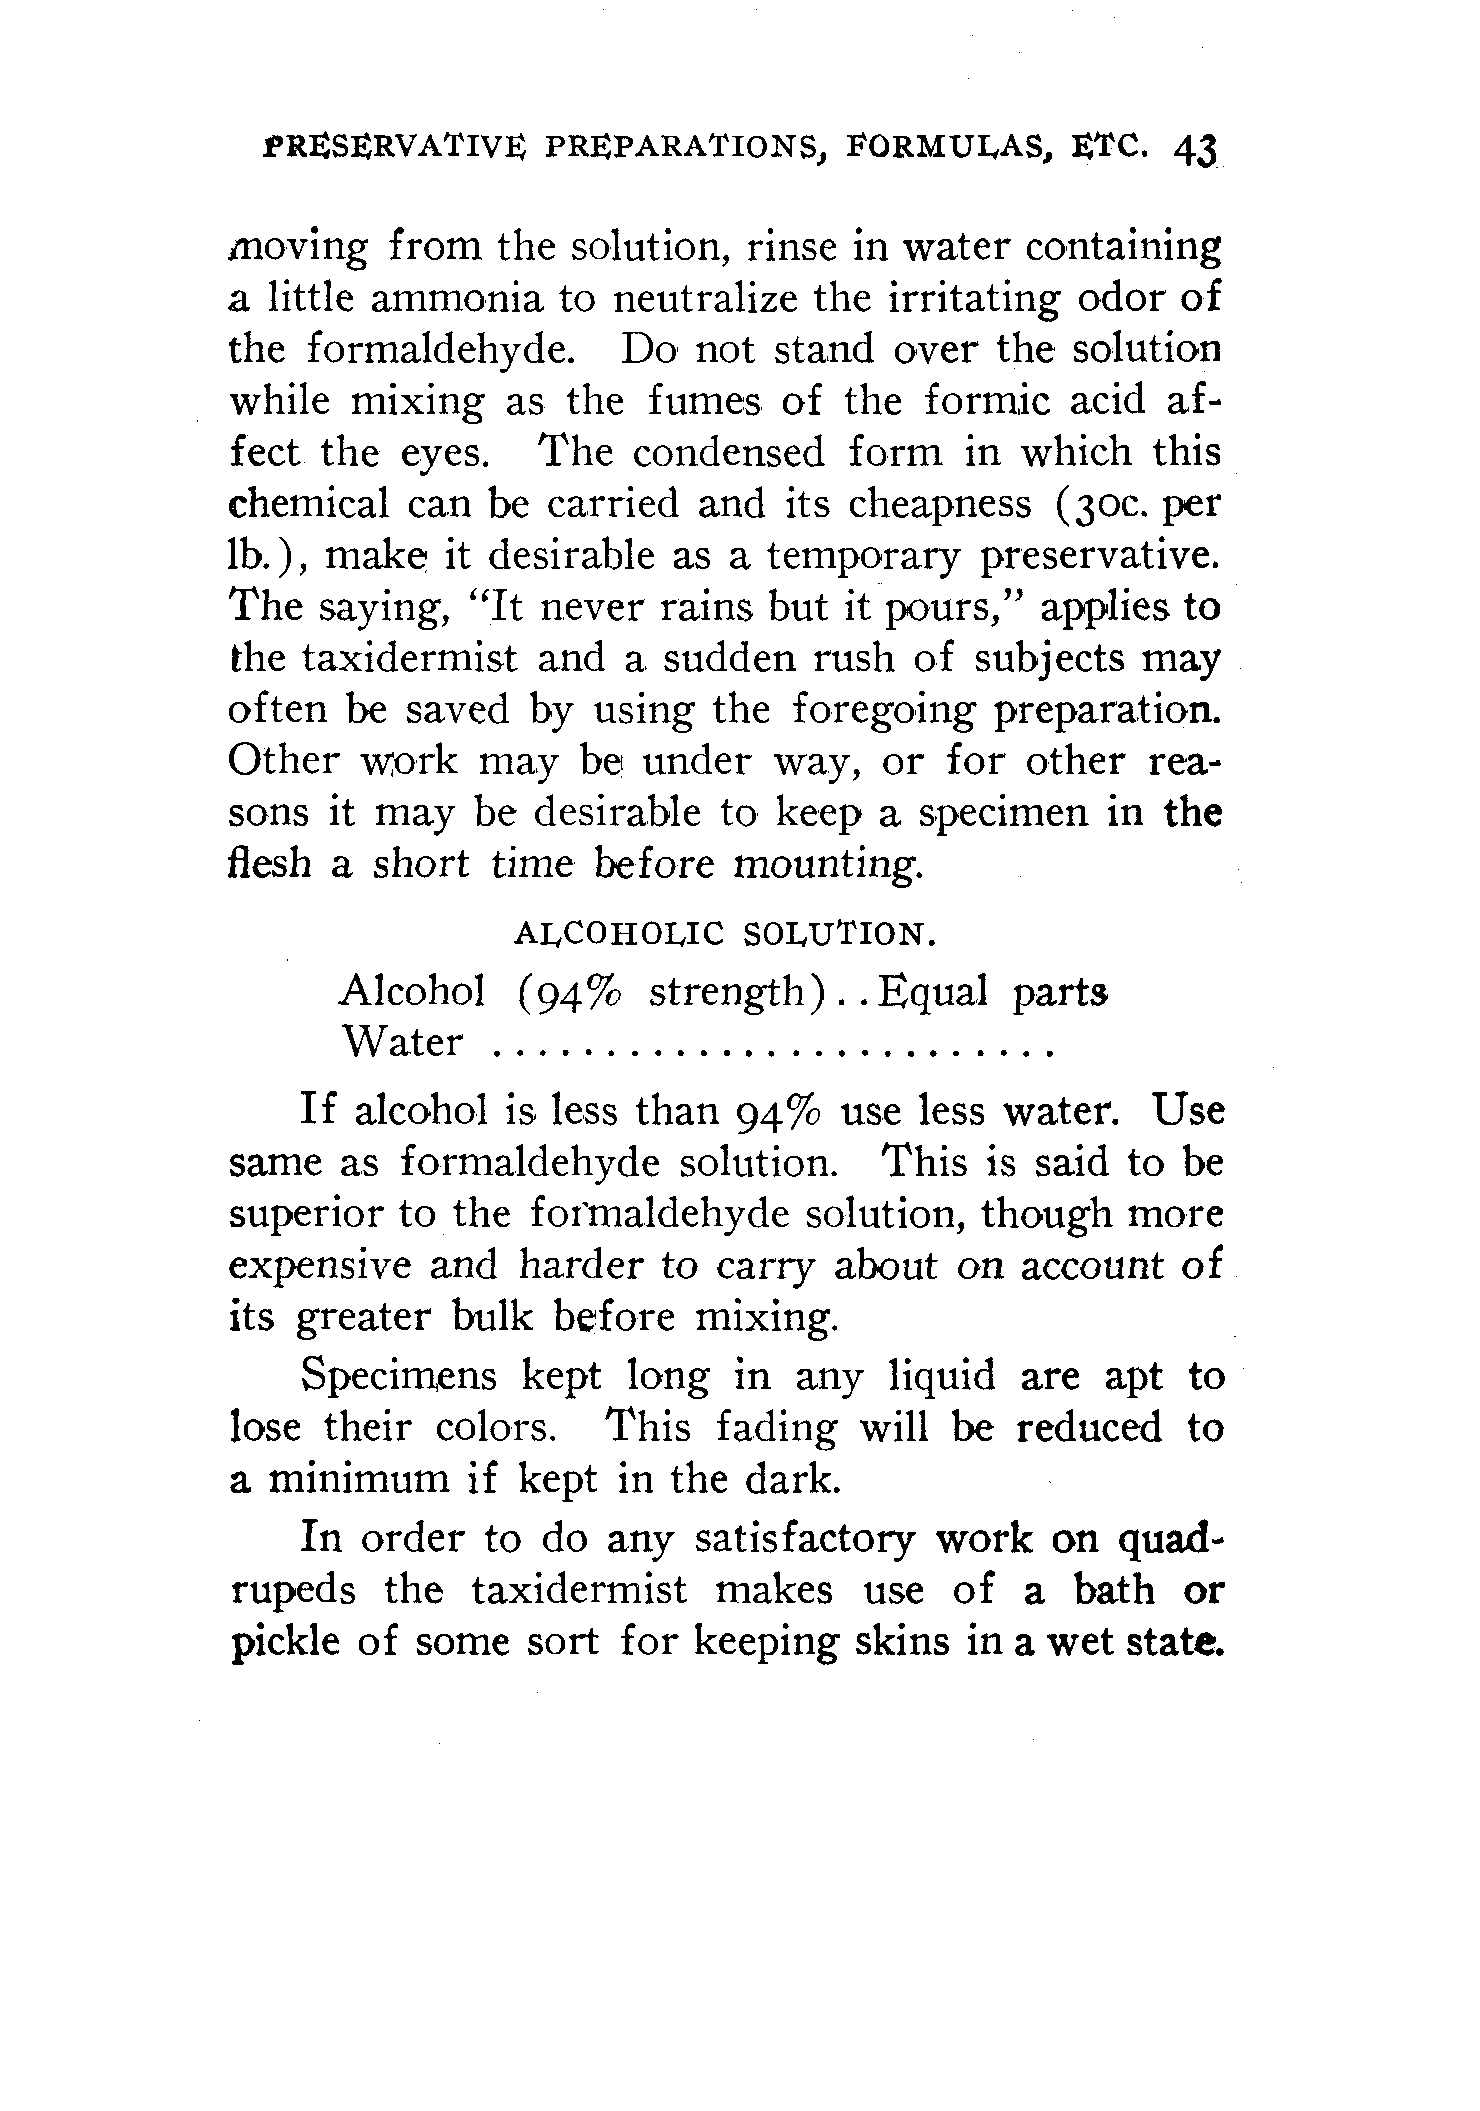 PRESERVATIVE PREPARATIONS, FORMULAS, ETC. 43
moving from the solution, rinse in water containing
a little ammonia to neutralize the irritating odor of
the formaldehyde. Do not stand over the solution
while mixing as the fumes of the formic acid af-
fect the eyes. The condensed form in which this
chemical can be carried and its cheapness (30c. per
lb.), make it desirable as a temporary preservative.
The saying, “It never rains but it pours,” applies to
the taxidermist and a sudden rush of subjects may
often be saved by using the foregoing preparation.
Other work may be under way, or for other rea-
sons it may be desirable to keep a specimen in the
flesh a short time before mounting.
ALCOHOLIC SOLUTION.
Alcohol (94% strength)..Equal parts
Water .........................
If alcohol is less than 94% use less water. Use
same as formaldehyde solution. This is said to be
superior to the formaldehyde solution, though more
expensive and harder to carry about on account of
its greater bulk before mixing.
Specimens kept long in any liquid are apt to
lose their colors. This fading will be reduced to
a minimum if kept in the dark.
In order to do any satisfactory work on quad-
rupeds the taxidermist makes use of a bath or
pickle of some sort for keeping skins in a wet state.